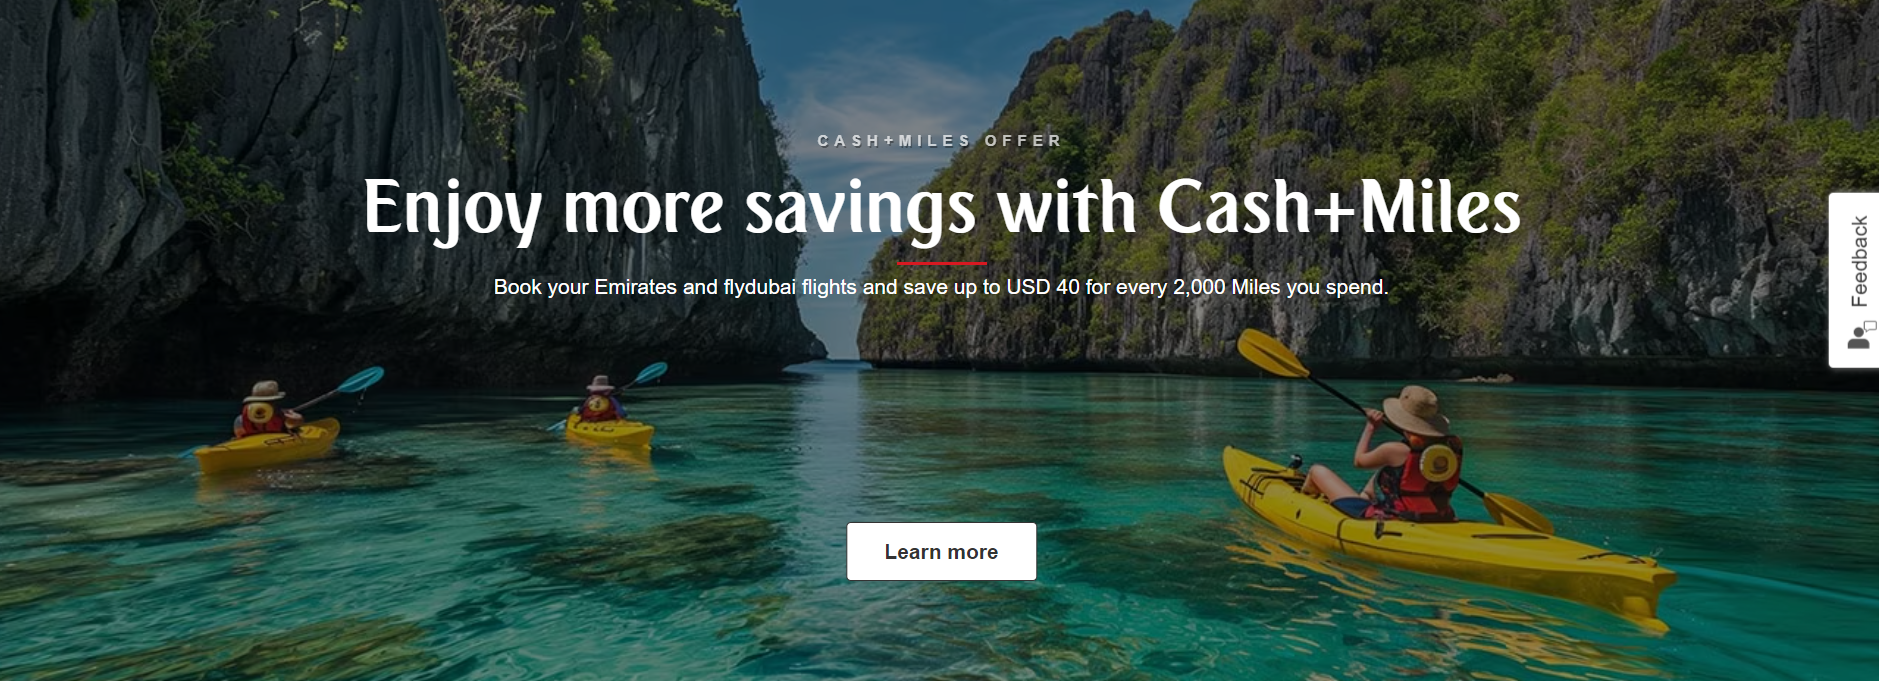 CASH+MILES OFFER
Enjoy more savings with Cash+Miles
Book your Emirates and flydubai flights and save up to USD 40 for every 2,000 Miles you spend.
Feedback
Learn more